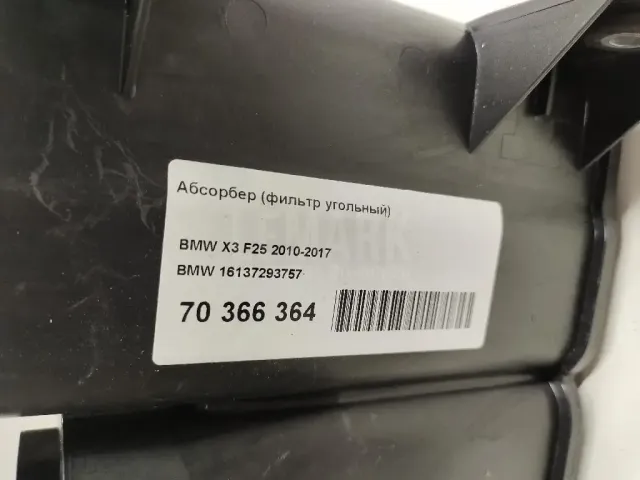 Абсорбер (фильтр угольный)
BMW X3 F25 2010-2017
BMW 16137293757
70 366 364